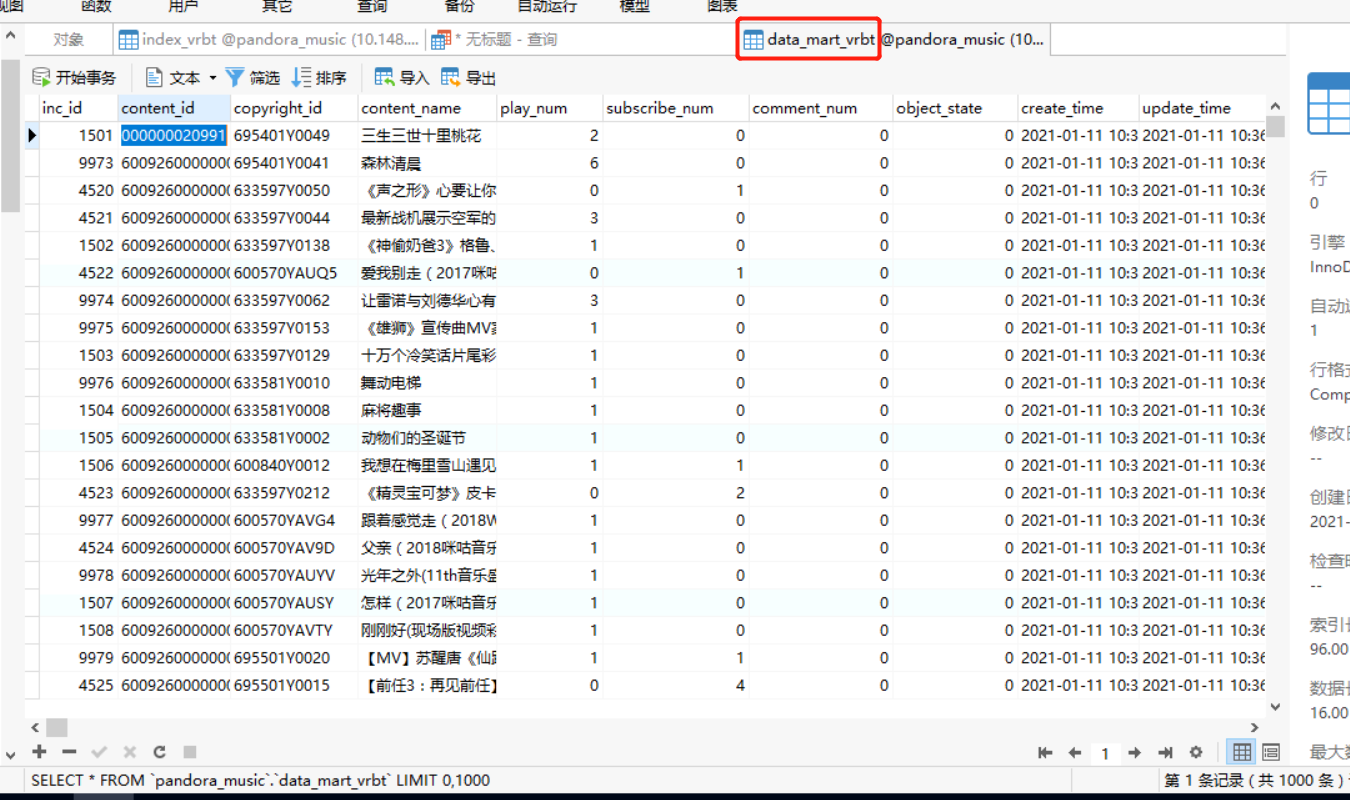 视图 函数 用户 其它 查询 备份 自动运行 模型 图表
对象 index_vrbt @pandora_music (10.148.... * 无标题 - 查询 data_mart_vrbt @pandora_music (10...
开始事务 文本 筛选 排序 导入 导出
inc_id content_id copyright_id content_name play_num subscribe_num comment_num object_state create_time update_time
1501 000000020991 695401Y0049 三生三世十里桃花 2 0 0 0 2021-01-11 10:3 2021-01-11 10:36
9973 6009260000000 695401Y0041 森林清晨 6 0 0 0 2021-01-11 10:3 2021-01-11 10:36
4520 6009260000000 633597Y0050 《声之形》心要让你 0 1 0 0 2021-01-11 10:3 2021-01-11 10:36
4521 6009260000000 633597Y0044 最新战机展示空军的 3 0 0 0 2021-01-11 10:3 2021-01-11 10:36
1502 6009260000000 633597Y0138 《神偷奶爸3》格鲁、 1 0 0 0 2021-01-11 10:3 2021-01-11 10:36
4522 6009260000000 600570YAUQ5 爱我别走（2017咪咕 0 1 0 0 2021-01-11 10:3 2021-01-11 10:36
9974 6009260000000 633597Y0062 让雷诺与刘德华心有 3 0 0 0 2021-01-11 10:3 2021-01-11 10:36
9975 6009260000000 633597Y0153 《雄狮》宣传曲MV 1 0 0 0 2021-01-11 10:3 2021-01-11 10:36
1503 6009260000000 633597Y0129 十万个冷笑话片尾彩 1 0 0 0 2021-01-11 10:3 2021-01-11 10:36
9976 6009260000000 633581Y0010 舞动电梯 1 0 0 0 2021-01-11 10:3 2021-01-11 10:36
1504 6009260000000 633581Y0008 麻将趣事 1 0 0 0 2021-01-11 10:3 2021-01-11 10:36
1505 6009260000000 633581Y0002 动物们的圣诞节 1 0 0 0 2021-01-11 10:3 2021-01-11 10:36
1506 6009260000000 600840Y0012 我想在梅里雪山遇见 1 1 0 0 2021-01-11 10:3 2021-01-11 10:36
4523 6009260000000 633597Y0212 《精灵宝可梦》皮卡 0 2 0 0 2021-01-11 10:3 2021-01-11 10:36
9977 6009260000000 600570YAVG4 跟着感觉走（2018W 1 0 0 0 2021-01-11 10:3 2021-01-11 10:36
4524 6009260000000 600570YAV9D 父亲（2018咪咕音乐 1 0 0 0 2021-01-11 10:3 2021-01-11 10:36
9978 6009260000000 600570YAUYV 光年之外(11th音乐盛 1 0 0 0 2021-01-11 10:3 2021-01-11 10:36
1507 6009260000000 600570YAUSY 怎样（2017咪咕音乐 1 0 0 0 2021-01-11 10:3 2021-01-11 10:36
1508 6009260000000 600570YAVTY 刚刚好(现场版视频彩 1 0 0 0 2021-01-11 10:3 2021-01-11 10:36
9979 6009260000000 695501Y0020 【MV】苏醒唐《仙 1 1 0 0 2021-01-11 10:3 2021-01-11 10:36
4525 6009260000000 695501Y0015 【前任3：再见前任】 0 4 0 0 2021-01-11 10:3 2021-01-11 10:36
行
0
引擎
InnoD
自动
1
行格式
Comp
修改
--
创建
2021-
检查
--
索引
96.00
数据
16.00
最大
1
SELECT * FROM `pandora_music`.`data_mart_vrbt` LIMIT 0,1000
第 1 条记录 ( 共 1000 条 )